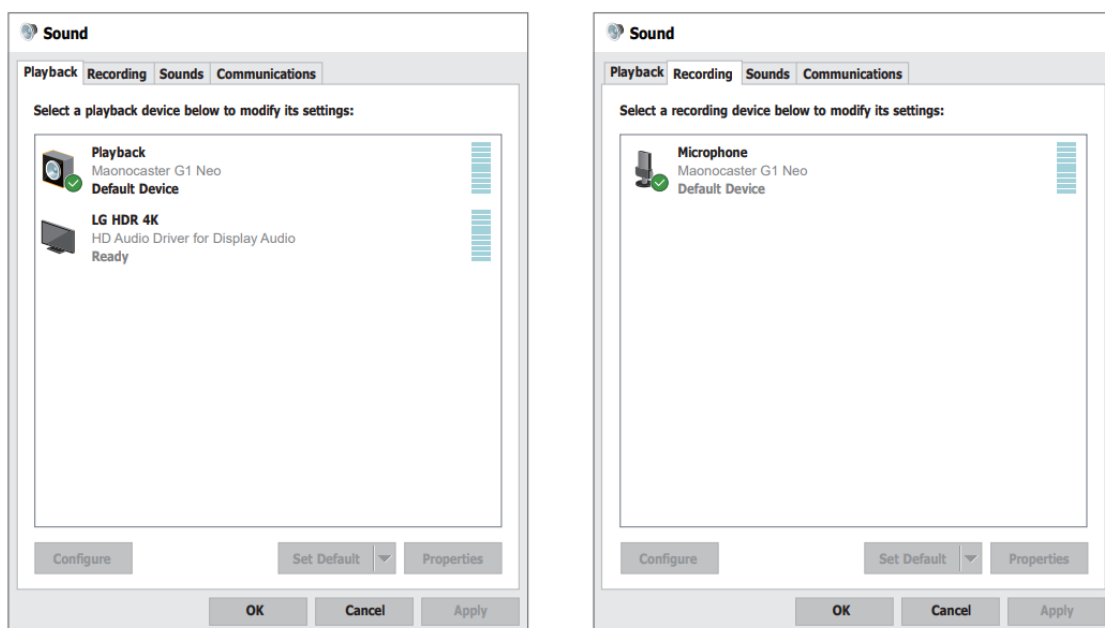 Sound
Playback Recording Sounds Communications
Select a playback device below to modify its settings:
Playback
Maonocaster G1 Neo
Default Device
LG HDR 4K
HD Audio Driver for Display Audio
Ready
Configure Set Default Properties
OK Cancel Apply
Sound
Playback Recording Sounds Communications
Select a recording device below to modify its settings:
Microphone
Maonocaster G1 Neo
Default Device
Configure Set Default Properties
OK Cancel Apply